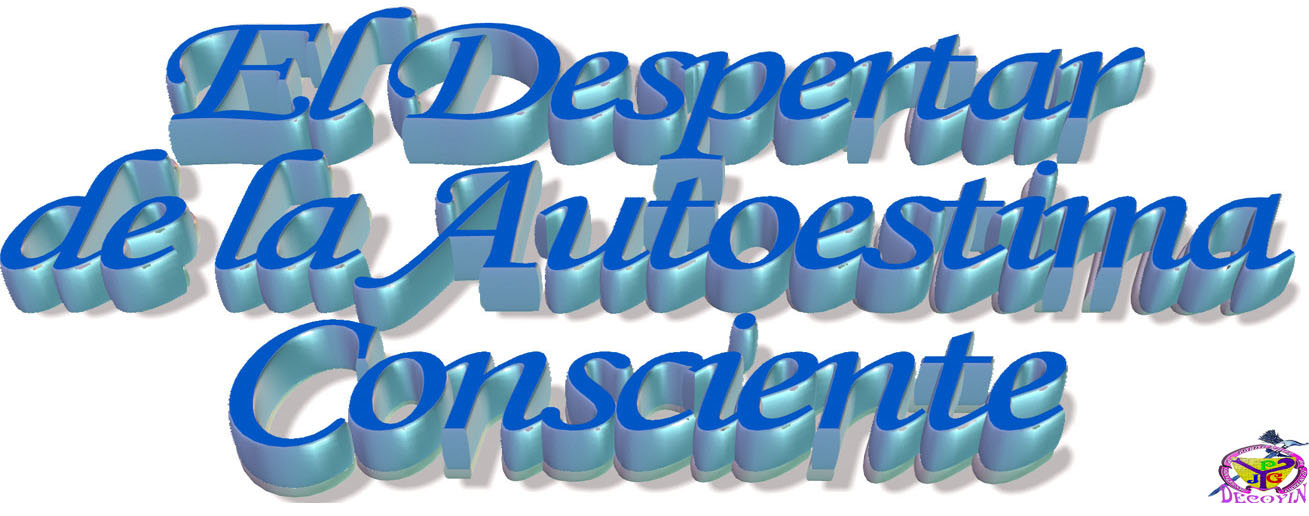 El Despertar
de la Autoestima
Consciente
DECOYIN